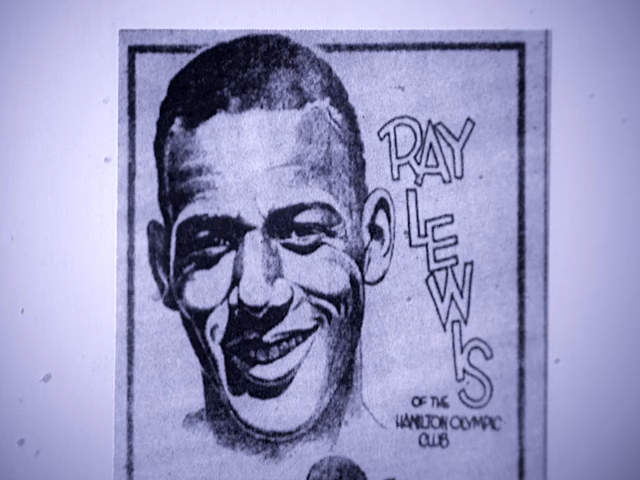 RAY
LEWIS
OF THE
HAMILTON OLYMPIC
CLUB